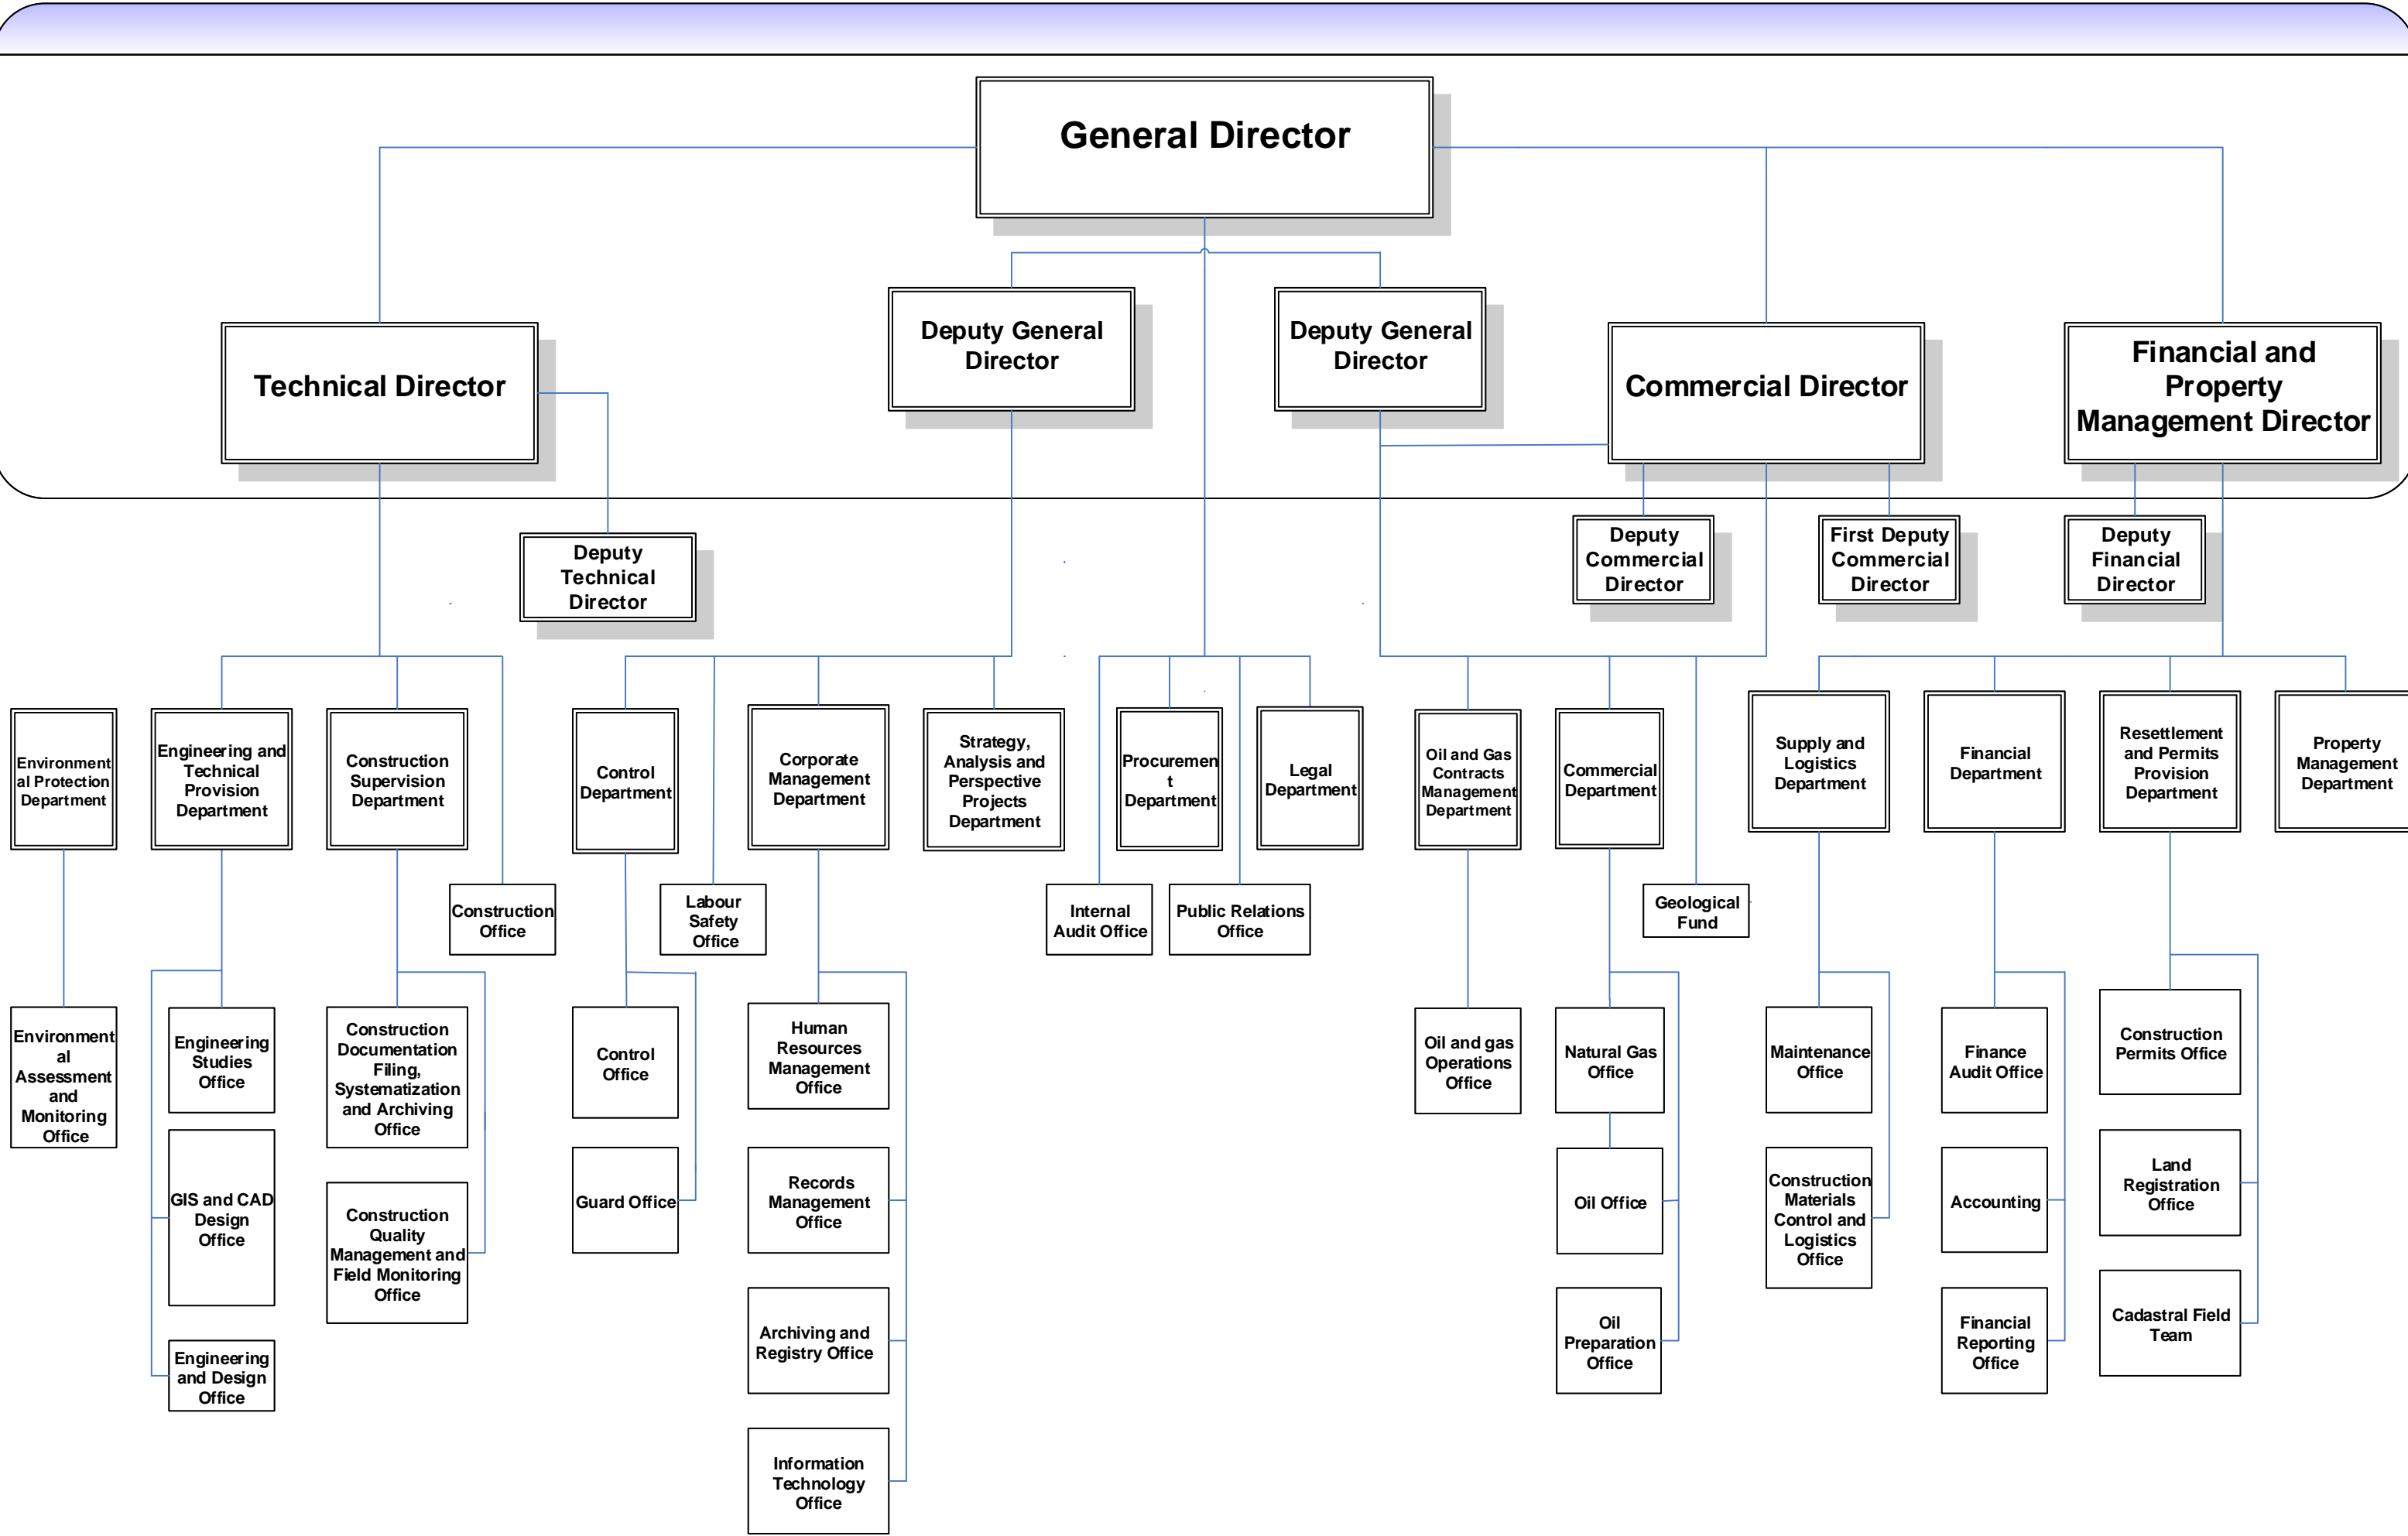 General Director
Deputy General
Director
Deputy General
Director
Technical Director
Commercial Director
Financial and
Property
Management Director
Deputy
Technical
Director
Deputy
Commercial
Director
First Deputy
Commercial
Director
Deputy
Financial
Director
Environment
al Protection
Department
Engineering and
Technical
Provision
Department
Construction
Supervision
Department
Control
Department
Corporate
Management
Department
Strategy,
Analysis and
Perspective
Projects
Department
Procuremen
t
Department
Legal
Department
Oil and Gas
Contracts
Management
Department
Commercial
Department
Supply and
Logistics
Department
Financial
Department
Resettlement
and Permits
Provision
Department
Property
Management
Department
Construction
Office
Labour
Safety
Office
Internal
Audit Office
Public Relations
Office
Geological
Fund
Environment
al
Assessment
and
Monitoring
Office
Engineering
Studies
Office
Construction
Documentation
Filing,
Systematization
and Archiving
Office
Control
Office
Human
Resources
Management
Office
Oil and gas
Operations
Office
Natural Gas
Office
Maintenance
Office
Finance
Audit Office
Construction
Permits Office
GIS and CAD
Design
Office
Construction
Quality
Management and
Field Monitoring
Office
Guard Office
Records
Management
Office
Oil Office
Construction
Materials
Control and
Logistics
Office
Accounting
Land
Registration
Office
Engineering
and Design
Office
Archiving and
Registry Office
Oil
Preparation
Office
Financial
Reporting
Office
Cadastral Field
Team
Information
Technology
Office